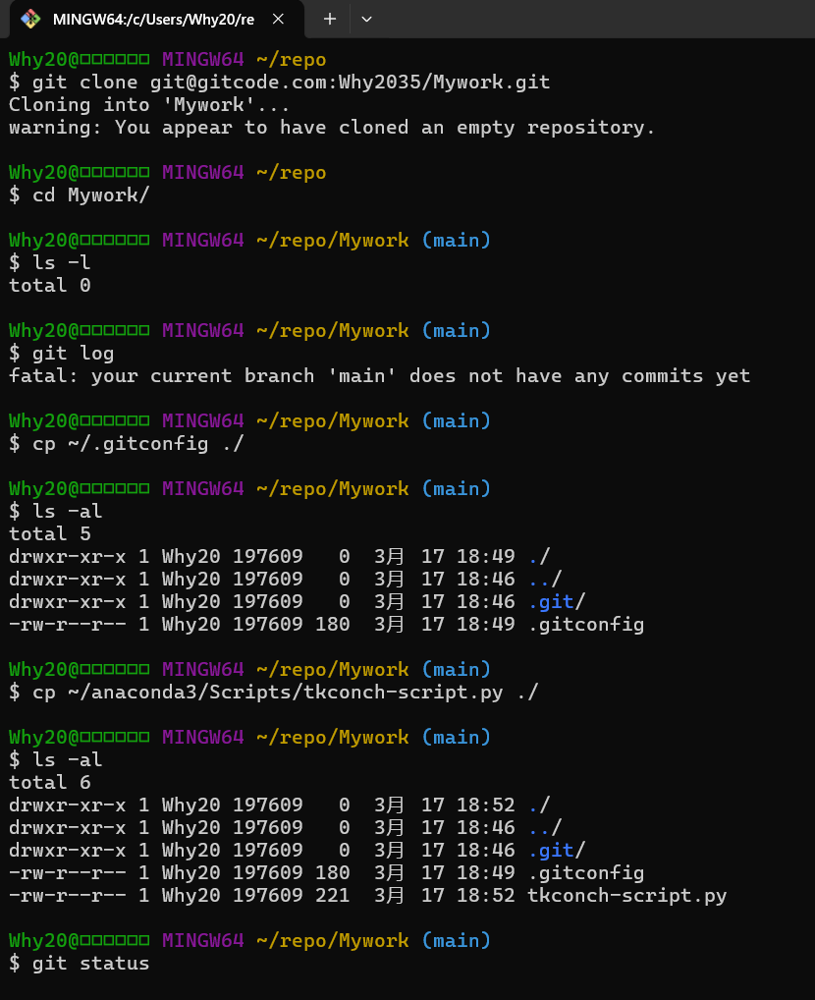 MINGW64:/c/Users/Why20/re
Why20@□□□□□□ MINGW64 ~/repo
$ git clone git@gitcode.com:Why2035/Mywork.git
Cloning into 'Mywork'...
warning: You appear to have cloned an empty repository.
Why20@□□□□□□ MINGW64 ~/repo
$ cd Mywork/
Why20@□□□□□□ MINGW64 ~/repo/Mywork (main)
$ ls -l
total 0
Why20@□□□□□□ MINGW64 ~/repo/Mywork (main)
$ git log
fatal: your current branch 'main' does not have any commits yet
Why20@□□□□□□ MINGW64 ~/repo/Mywork (main)
$ cp ~/.gitconfig ./
Why20@□□□□□□ MINGW64 ~/repo/Mywork (main)
$ ls -al
total 5
drwxr-xr-x 1 Why20 197609   0  3月 17 18:49 ./
drwxr-xr-x 1 Why20 197609   0  3月 17 18:46 ../
drwxr-xr-x 1 Why20 197609   0  3月 17 18:46 .git/
-rw-r--r-- 1 Why20 197609 180  3月 17 18:49 .gitconfig
Why20@□□□□□□ MINGW64 ~/repo/Mywork (main)
$ cp ~/anaconda3/Scripts/tkconch-script.py ./
Why20@□□□□□□ MINGW64 ~/repo/Mywork (main)
$ ls -al
total 6
drwxr-xr-x 1 Why20 197609   0  3月 17 18:52 ./
drwxr-xr-x 1 Why20 197609   0  3月 17 18:46 ../
drwxr-xr-x 1 Why20 197609   0  3月 17 18:46 .git/
-rw-r--r-- 1 Why20 197609 180  3月 17 18:49 .gitconfig
-rw-r--r-- 1 Why20 197609 221  3月 17 18:52 tkconch-script.py
Why20@□□□□□□ MINGW64 ~/repo/Mywork (main)
$ git status